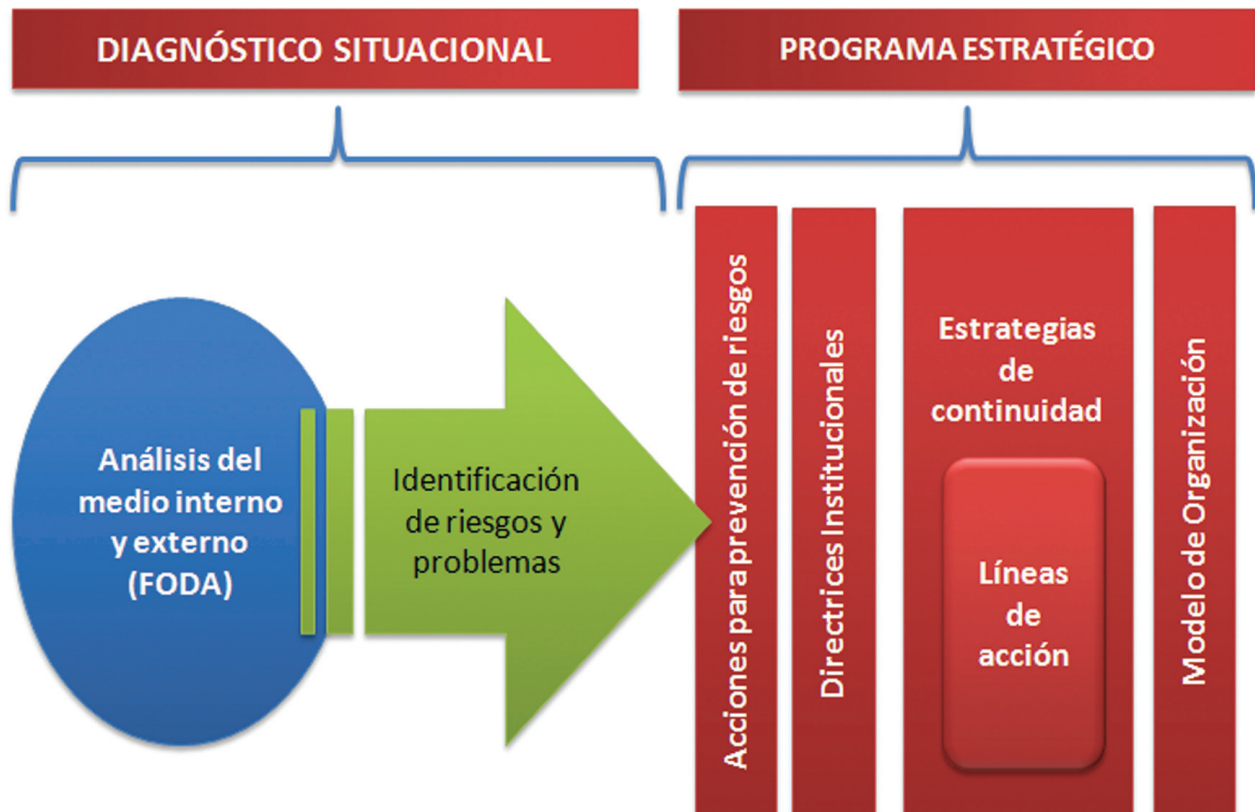 DIAGNÓSTICO SITUACIONAL
PROGRAMA ESTRATÉGICO
Análisis del
medio interno
y externo
(FODA)
Identificación
de riesgos y
problemas
Acciones para prevención de riesgos
Directrices Institucionales
Estrategias
de
continuidad
Líneas
de
acción
Modelo de Organización